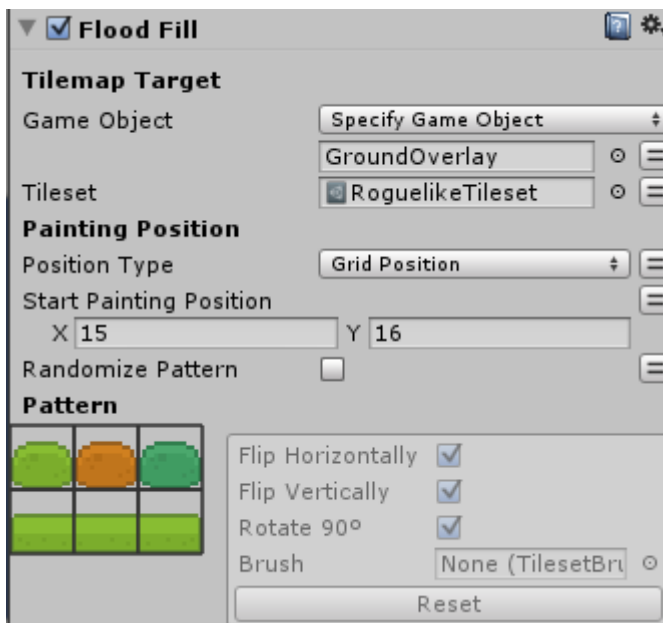 Flood Fill
Tilemap Target
Game Object Specify Game Object
GroundOverlay
Tileset RoguelikeTileset
Painting Position
Position Type Grid Position
Start Painting Position
X 15 Y 16
Randomize Pattern
Pattern
Flip Horizontally
Flip Vertically
Rotate 90º
Brush None (TilesetBru
Reset